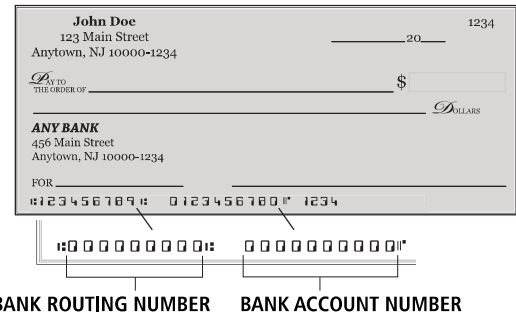 John Doe 1234
123 Main Street 20
Anytown, NJ 10000-1234
PAY TO
THE ORDER OF $
DOLLARS
ANY BANK
456 Main Street
Anytown, NJ 10000-1234
FOR
⑆123456789⑆ 0123456780⑈ 1234
⑆000000000⑆ 0000000000⑈
BANK ROUTING NUMBER BANK ACCOUNT NUMBER